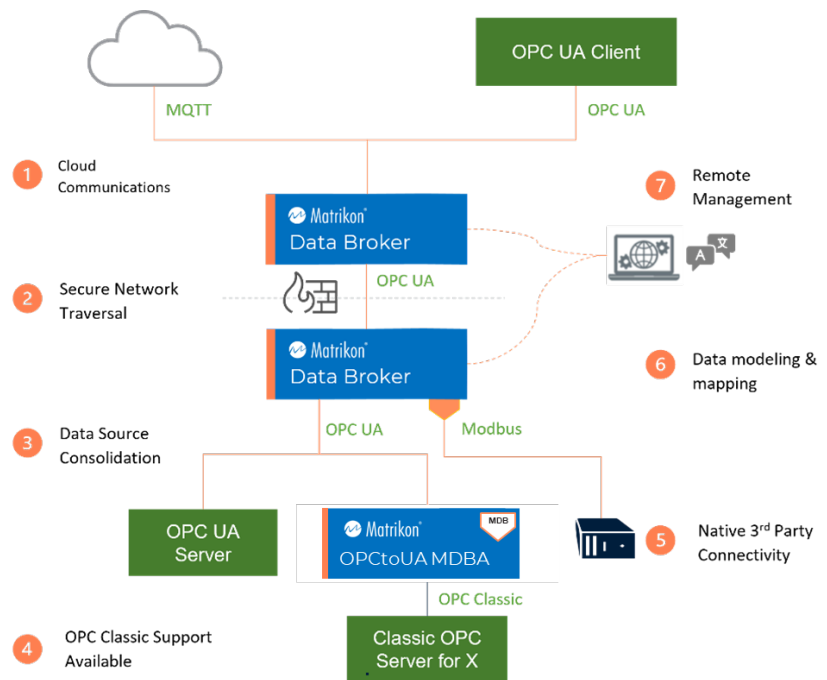 OPC UA Client
MQTT
OPC UA
1
Cloud
Communications
7
Remote
Management
Matrikon®
Data Broker
A
文
OPC UA
2
Secure Network
Traversal
Matrikon®
Data Broker
6
Data modeling &
mapping
OPC UA
Modbus
3
Data Source
Consolidation
OPC UA
Server
Matrikon®
MDB
OPCtoUA MDBA
5
Native 3rd Party
Connectivity
OPC Classic
4
OPC Classic Support
Available
Classic OPC
Server for X